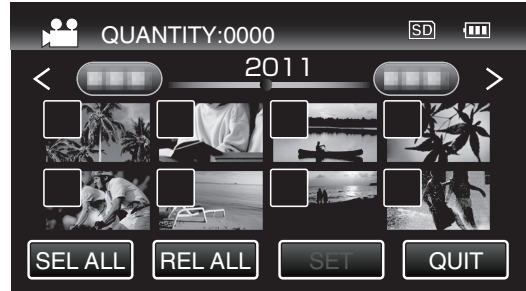 QUANTITY:0000 SD
2011
SEL ALL REL ALL SET QUIT